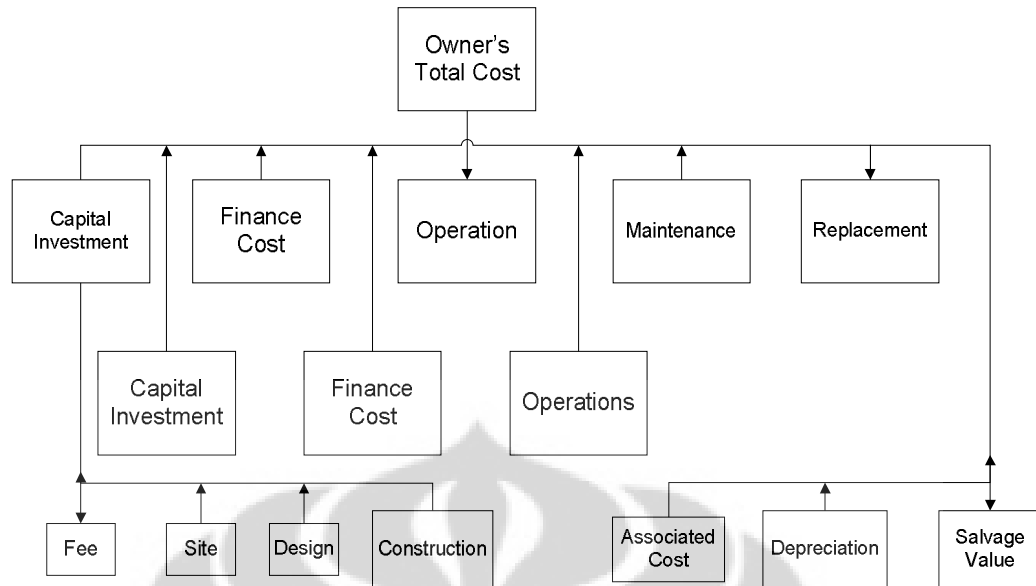 Owner's
Total Cost
Capital
Investment
Finance
Cost
Operation
Maintenance
Replacement
Capital
Investment
Finance
Cost
Operations
Fee
Site
Design
Construction
Associated
Cost
Depreciation
Salvage
Value